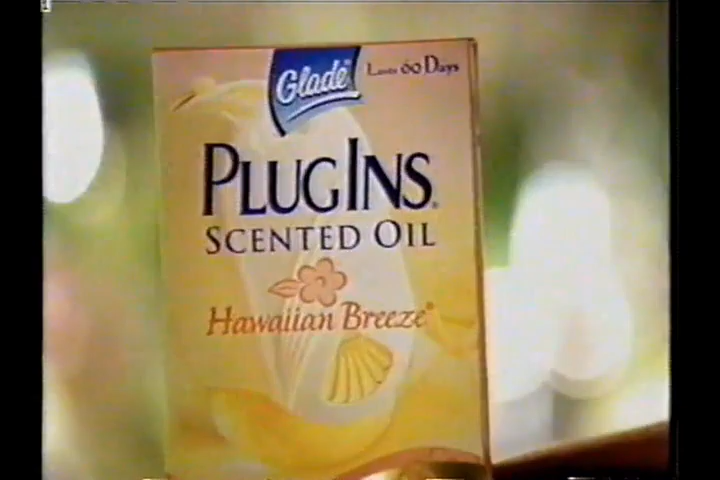 Glade®
Lasts 60 Days
PLUGINS®
SCENTED OIL
Hawaiian Breeze®